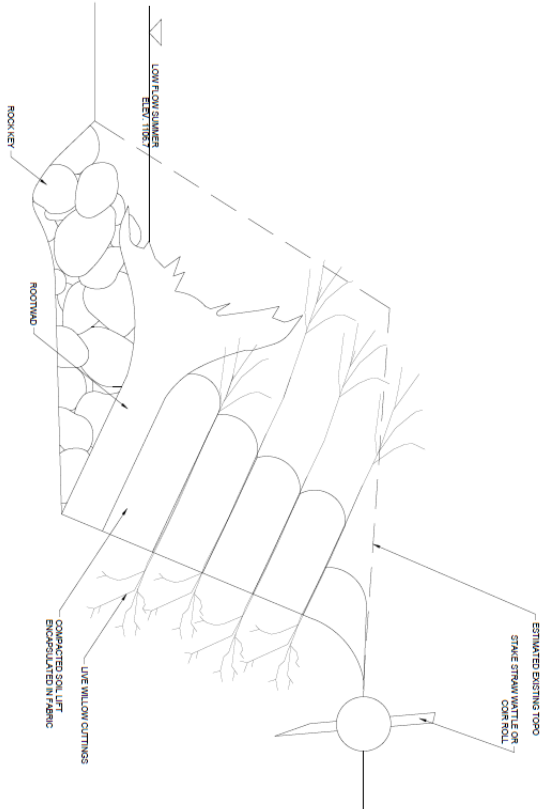 LOW FLOW SUMMER
ELEV. 1106.7
ROCK KEY
ROOTWAD
ESTIMATED EXISTING TOPO
STAKE STRAW WATTLE OR
COIR ROLL
LIVE WILLOW CUTTINGS
COMPACTED SOIL LIFT
ENCAPSULATED IN FABRIC